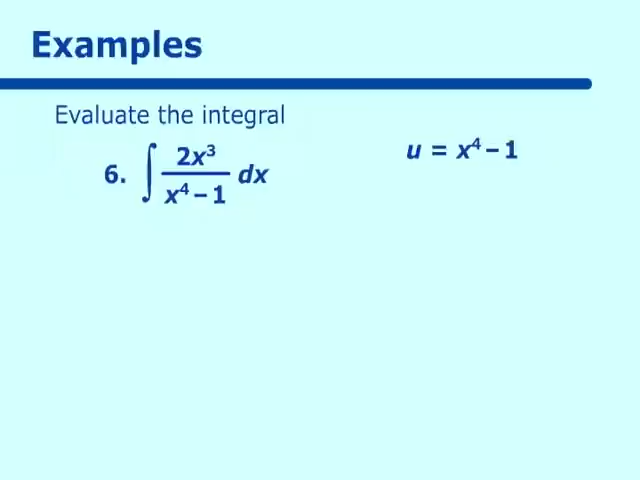 Examples
Evaluate the integral
6. ∫ 2x³ / x⁴ – 1 dx
u = x⁴ – 1